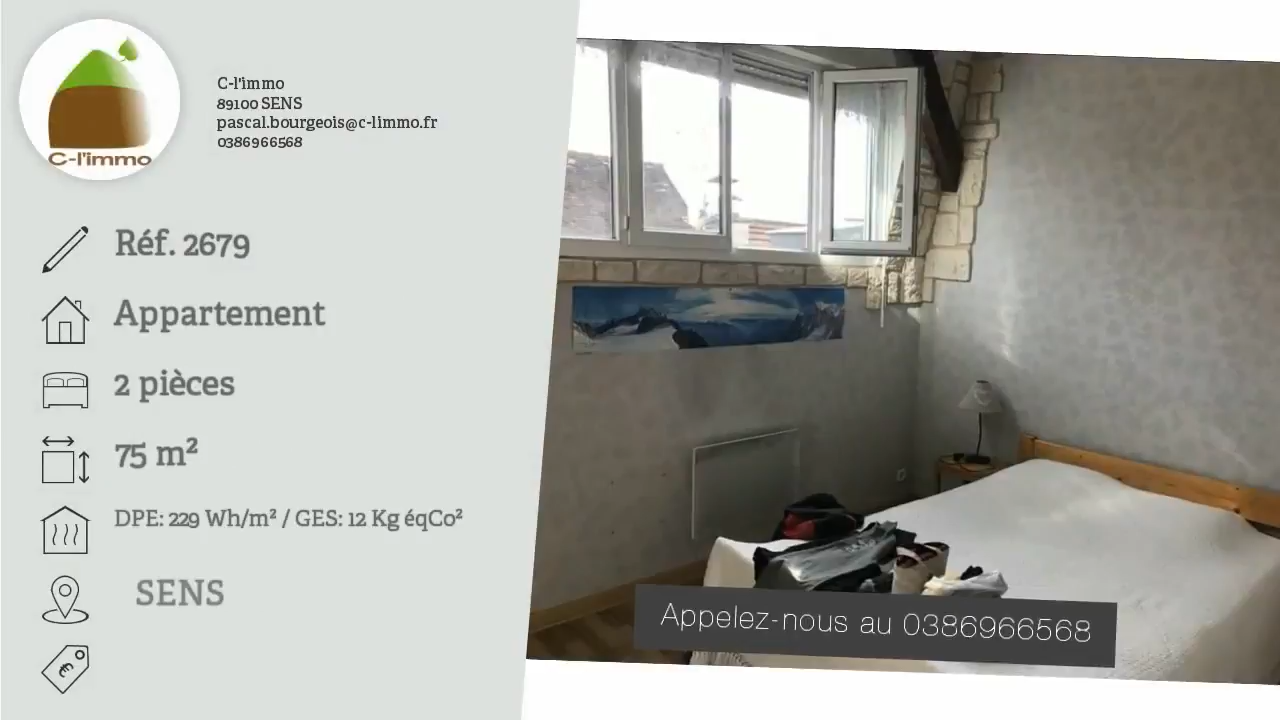 C-l'immo
C-l'immo
89100 SENS
pascal.bourgeois@c-limmo.fr
0386966568
Réf. 2679
Appartement
2 pièces
75 m²
DPE: 229 Wh/m² / GES: 12 Kg éqCo²
SENS
€
Appelez-nous au 0386966568